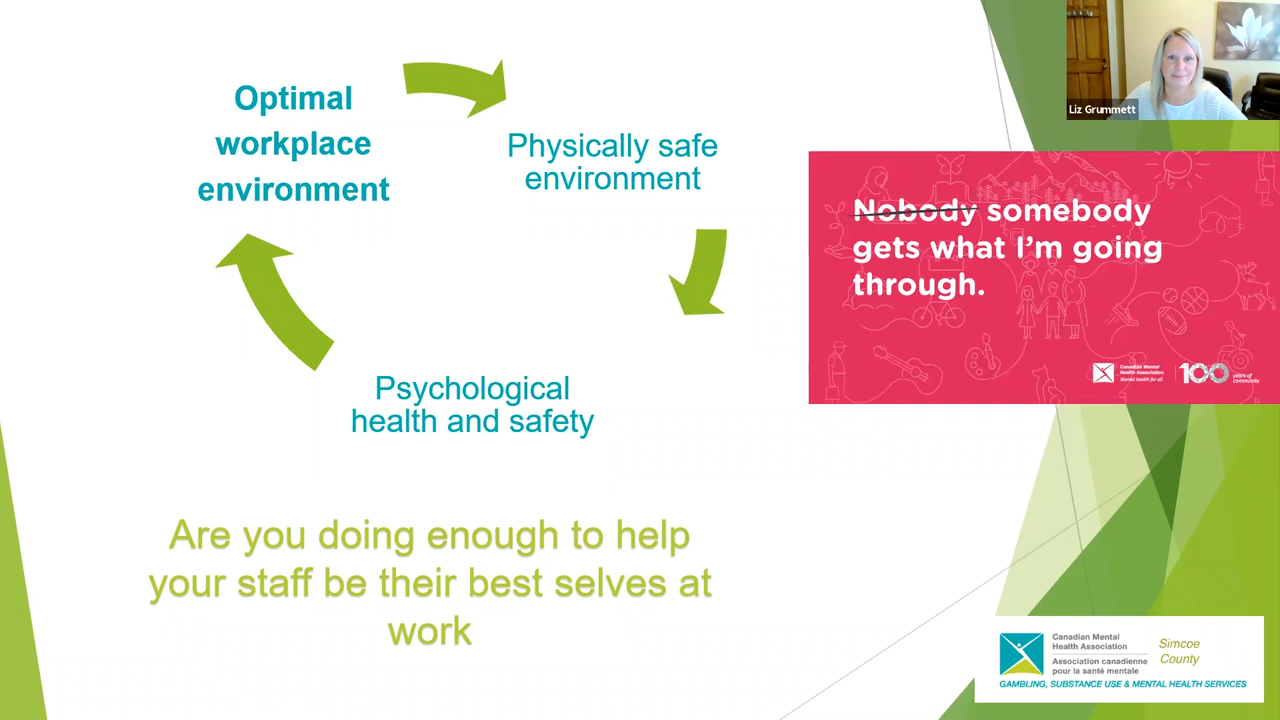 Optimal
workplace
environment
Physically safe
environment
Psychological
health and safety
Are you doing enough to help
your staff be their best selves at
work
Liz Grummett
Nobody somebody
gets what I'm going
through.
Canadian Mental
Health Association
Mental health for all
100 years of
community
Canadian Mental
Health Association
Association canadienne
pour la santé mentale
Simcoe
County
GAMBLING, SUBSTANCE USE & MENTAL HEALTH SERVICES